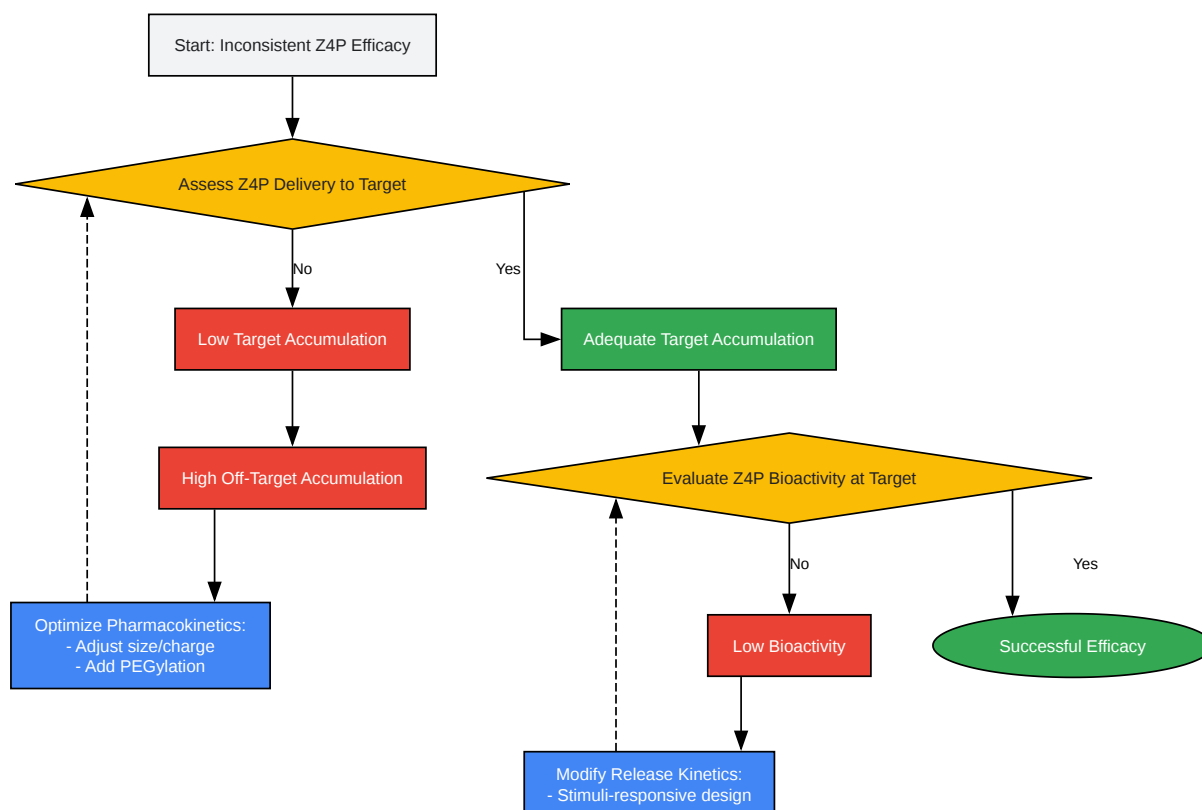 Start: Inconsistent Z4P Efficacy
Assess Z4P Delivery to Target
No
Yes
Low Target Accumulation
Adequate Target Accumulation
High Off-Target Accumulation
Evaluate Z4P Bioactivity at Target
No
Yes
Optimize Pharmacokinetics:
- Adjust size/charge
- Add PEGylation
Low Bioactivity
Successful Efficacy
Modify Release Kinetics:
- Stimuli-responsive design